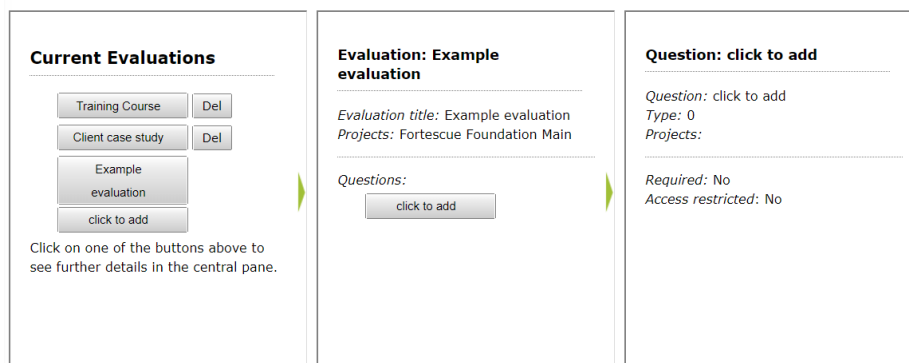 Current Evaluations
Training Course Del
Client case study Del
Example
evaluation
click to add
Click on one of the buttons above to
see further details in the central pane.
Evaluation: Example
evaluation
Evaluation title: Example evaluation
Projects: Fortescue Foundation Main
Questions:
click to add
Question: click to add
Question: click to add
Type: 0
Projects:
Required: No
Access restricted: No